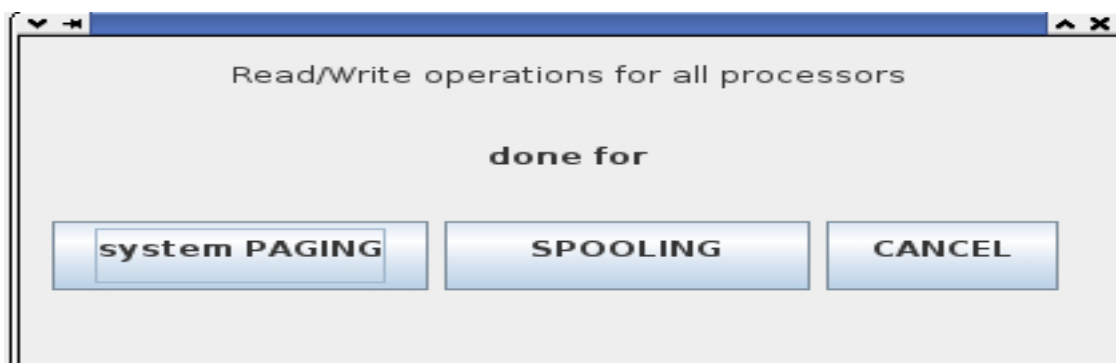 Read/Write operations for all processors
done for
system PAGING SPOOLING CANCEL